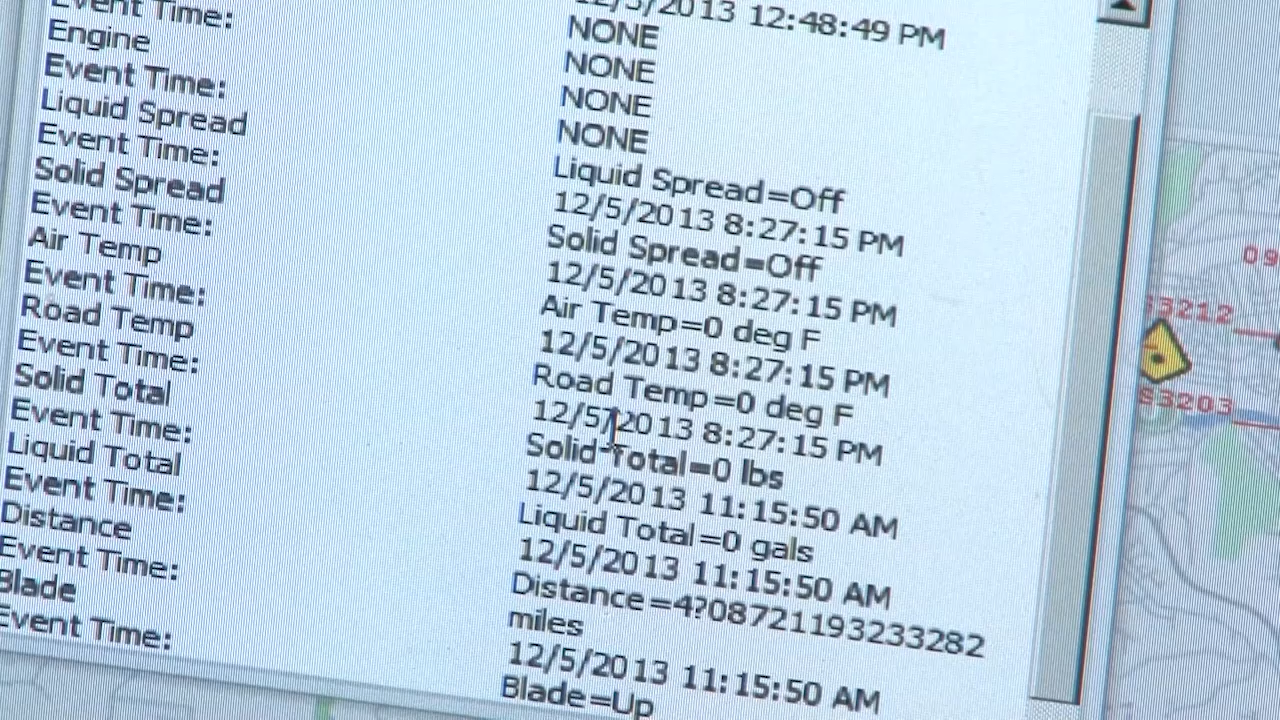 Event Time:
12/5/2013 12:48:49 PM
Engine
NONE
Event Time:
NONE
Liquid Spread
NONE
Event Time:
NONE
Solid Spread
Liquid Spread=Off
Event Time:
12/5/2013 8:27:15 PM
Air Temp
Solid Spread=Off
Event Time:
12/5/2013 8:27:15 PM
Road Temp
Air Temp=0 deg F
Event Time:
12/5/2013 8:27:15 PM
Solid Total
Road Temp=0 deg F
Event Time:
12/5/2013 8:27:15 PM
Liquid Total
Solid Total=0 lbs
Event Time:
12/5/2013 11:15:50 AM
Distance
Liquid Total=0 gals
Event Time:
12/5/2013 11:15:50 AM
Blade
Distance=4?08721193233282
miles
Event Time:
12/5/2013 11:15:50 AM
Blade=Up
09
53212
53203